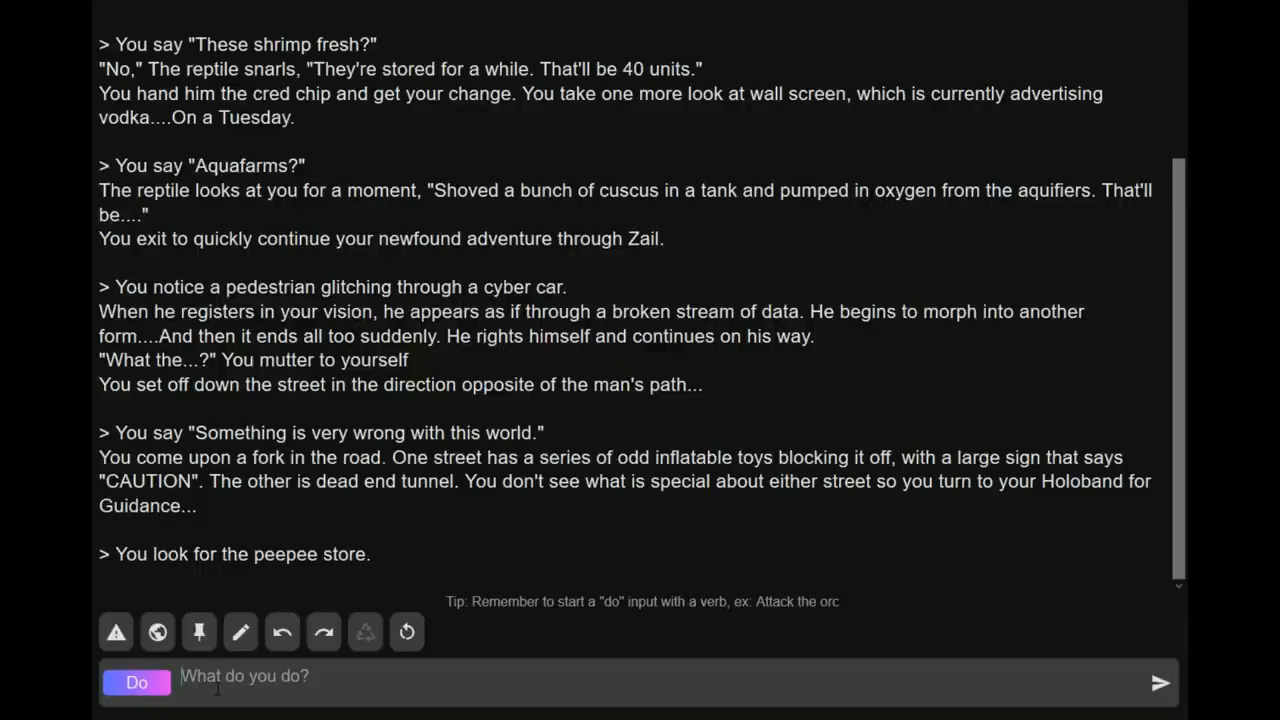 > You say "These shrimp fresh?"
"No," The reptile snarls, "They're stored for a while. That'll be 40 units."
You hand him the cred chip and get your change. You take one more look at wall screen, which is currently advertising
vodka....On a Tuesday.
> You say "Aquafarms?"
The reptile looks at you for a moment, "Shoved a bunch of cuscus in a tank and pumped in oxygen from the aquifiers. That'll
be...."
You exit to quickly continue your newfound adventure through Zail.
> You notice a pedestrian glitching through a cyber car.
When he registers in your vision, he appears as if through a broken stream of data. He begins to morph into another
form....And then it ends all too suddenly. He rights himself and continues on his way.
"What the...?" You mutter to yourself
You set off down the street in the direction opposite of the man's path...
> You say "Something is very wrong with this world."
You come upon a fork in the road. One street has a series of odd inflatable toys blocking it off, with a large sign that says
"CAUTION". The other is dead end tunnel. You don't see what is special about either street so you turn to your Holoband for
Guidance...
> You look for the peepee store.
Tip: Remember to start a "do" input with a verb, ex: Attack the orc
Do What do you do?